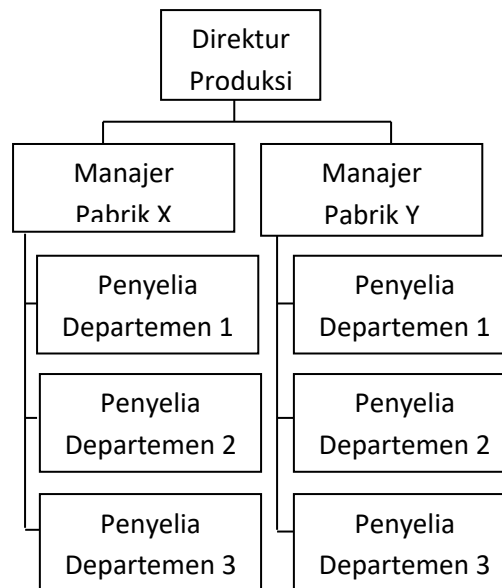 Direktur
Produksi
Manajer
Pabrik X
Manajer
Pabrik Y
Penyelia
Departemen 1
Penyelia
Departemen 2
Penyelia
Departemen 3
Penyelia
Departemen 1
Penyelia
Departemen 2
Penyelia
Departemen 3